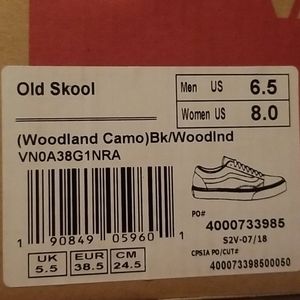 Old Skool
Men US 6.5
Women US 8.0
(Woodland Camo)Bk/Woodlnd
VN0A38G1NRA
PO#
4000733985
S2V-07/18
CPSIA PO/CUT#
40007339850050
1 90849 05960 1
UK EUR CM
5.5 38.5 24.5